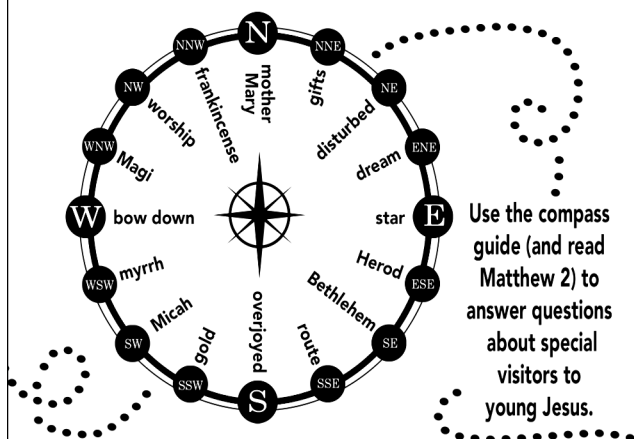 N
mother
Mary
NNE
gifts
NE
disturbed
ENE
dream
E
star
ESE
Herod
SE
Bethlehem
SSE
route
S
overjoyed
SSW
gold
SW
Micah
WSW
myrrh
W
bow down
WNW
Magi
NW
worship
NNW
frankincense
Use the compass
guide (and read
Matthew 2) to
answer questions
about special
visitors to
young Jesus.